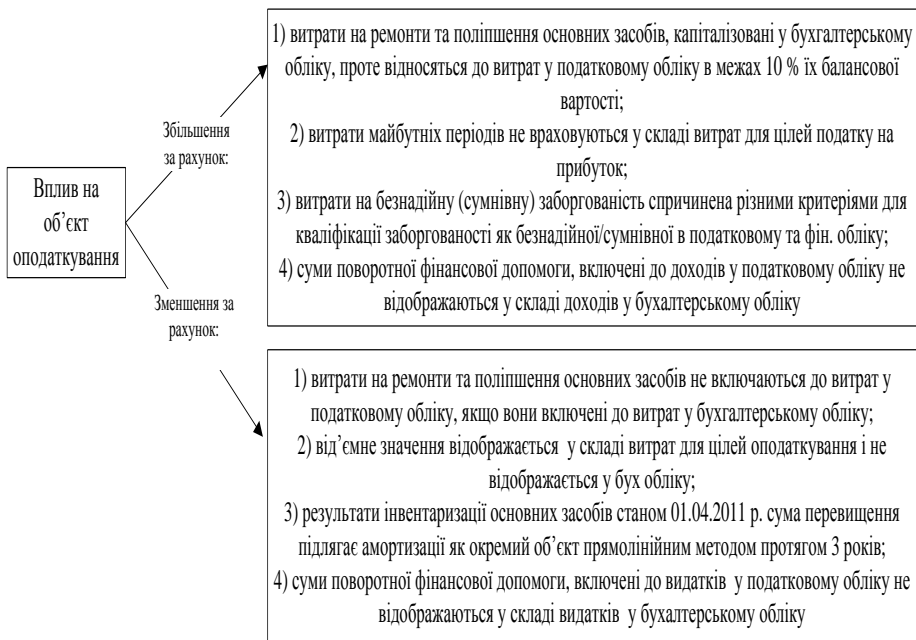 1) витрати на ремонти та поліпшення основних засобів, капіталізовані у бухгалтерському
обліку, проте відносяться до витрат у податковому обліку в межах 10 % їх балансової
вартості;
2) витрати майбутніх періодів не враховуються у складі витрат для цілей податку на
прибуток;
3) витрати на безнадійну (сумнівну) заборгованість спричинена різними критеріями для
кваліфікації заборгованості як безнадійної/сумнівної в податковому та фін. обліку;
4) суми поворотної фінансової допомоги, включені до доходів у податковому обліку не
відображаються у складі доходів у бухгалтерському обліку
Збільшення
за рахунок:
Вплив на
об’єкт
оподаткування
Зменшення за
рахунок:
1) витрати на ремонти та поліпшення основних засобів не включаються до витрат у
податковому обліку, якщо вони включені до витрат у бухгалтерському обліку;
2) від’ємне значення відображається у складі витрат для цілей оподаткування і не
відображається у бух обліку;
3) результати інвентаризації основних засобів станом 01.04.2011 р. сума перевищення
підлягає амортизації як окремий об’єкт прямолінійним методом протягом 3 років;
4) суми поворотної фінансової допомоги, включені до видатків у податковому обліку не
відображаються у складі видатків у бухгалтерському обліку